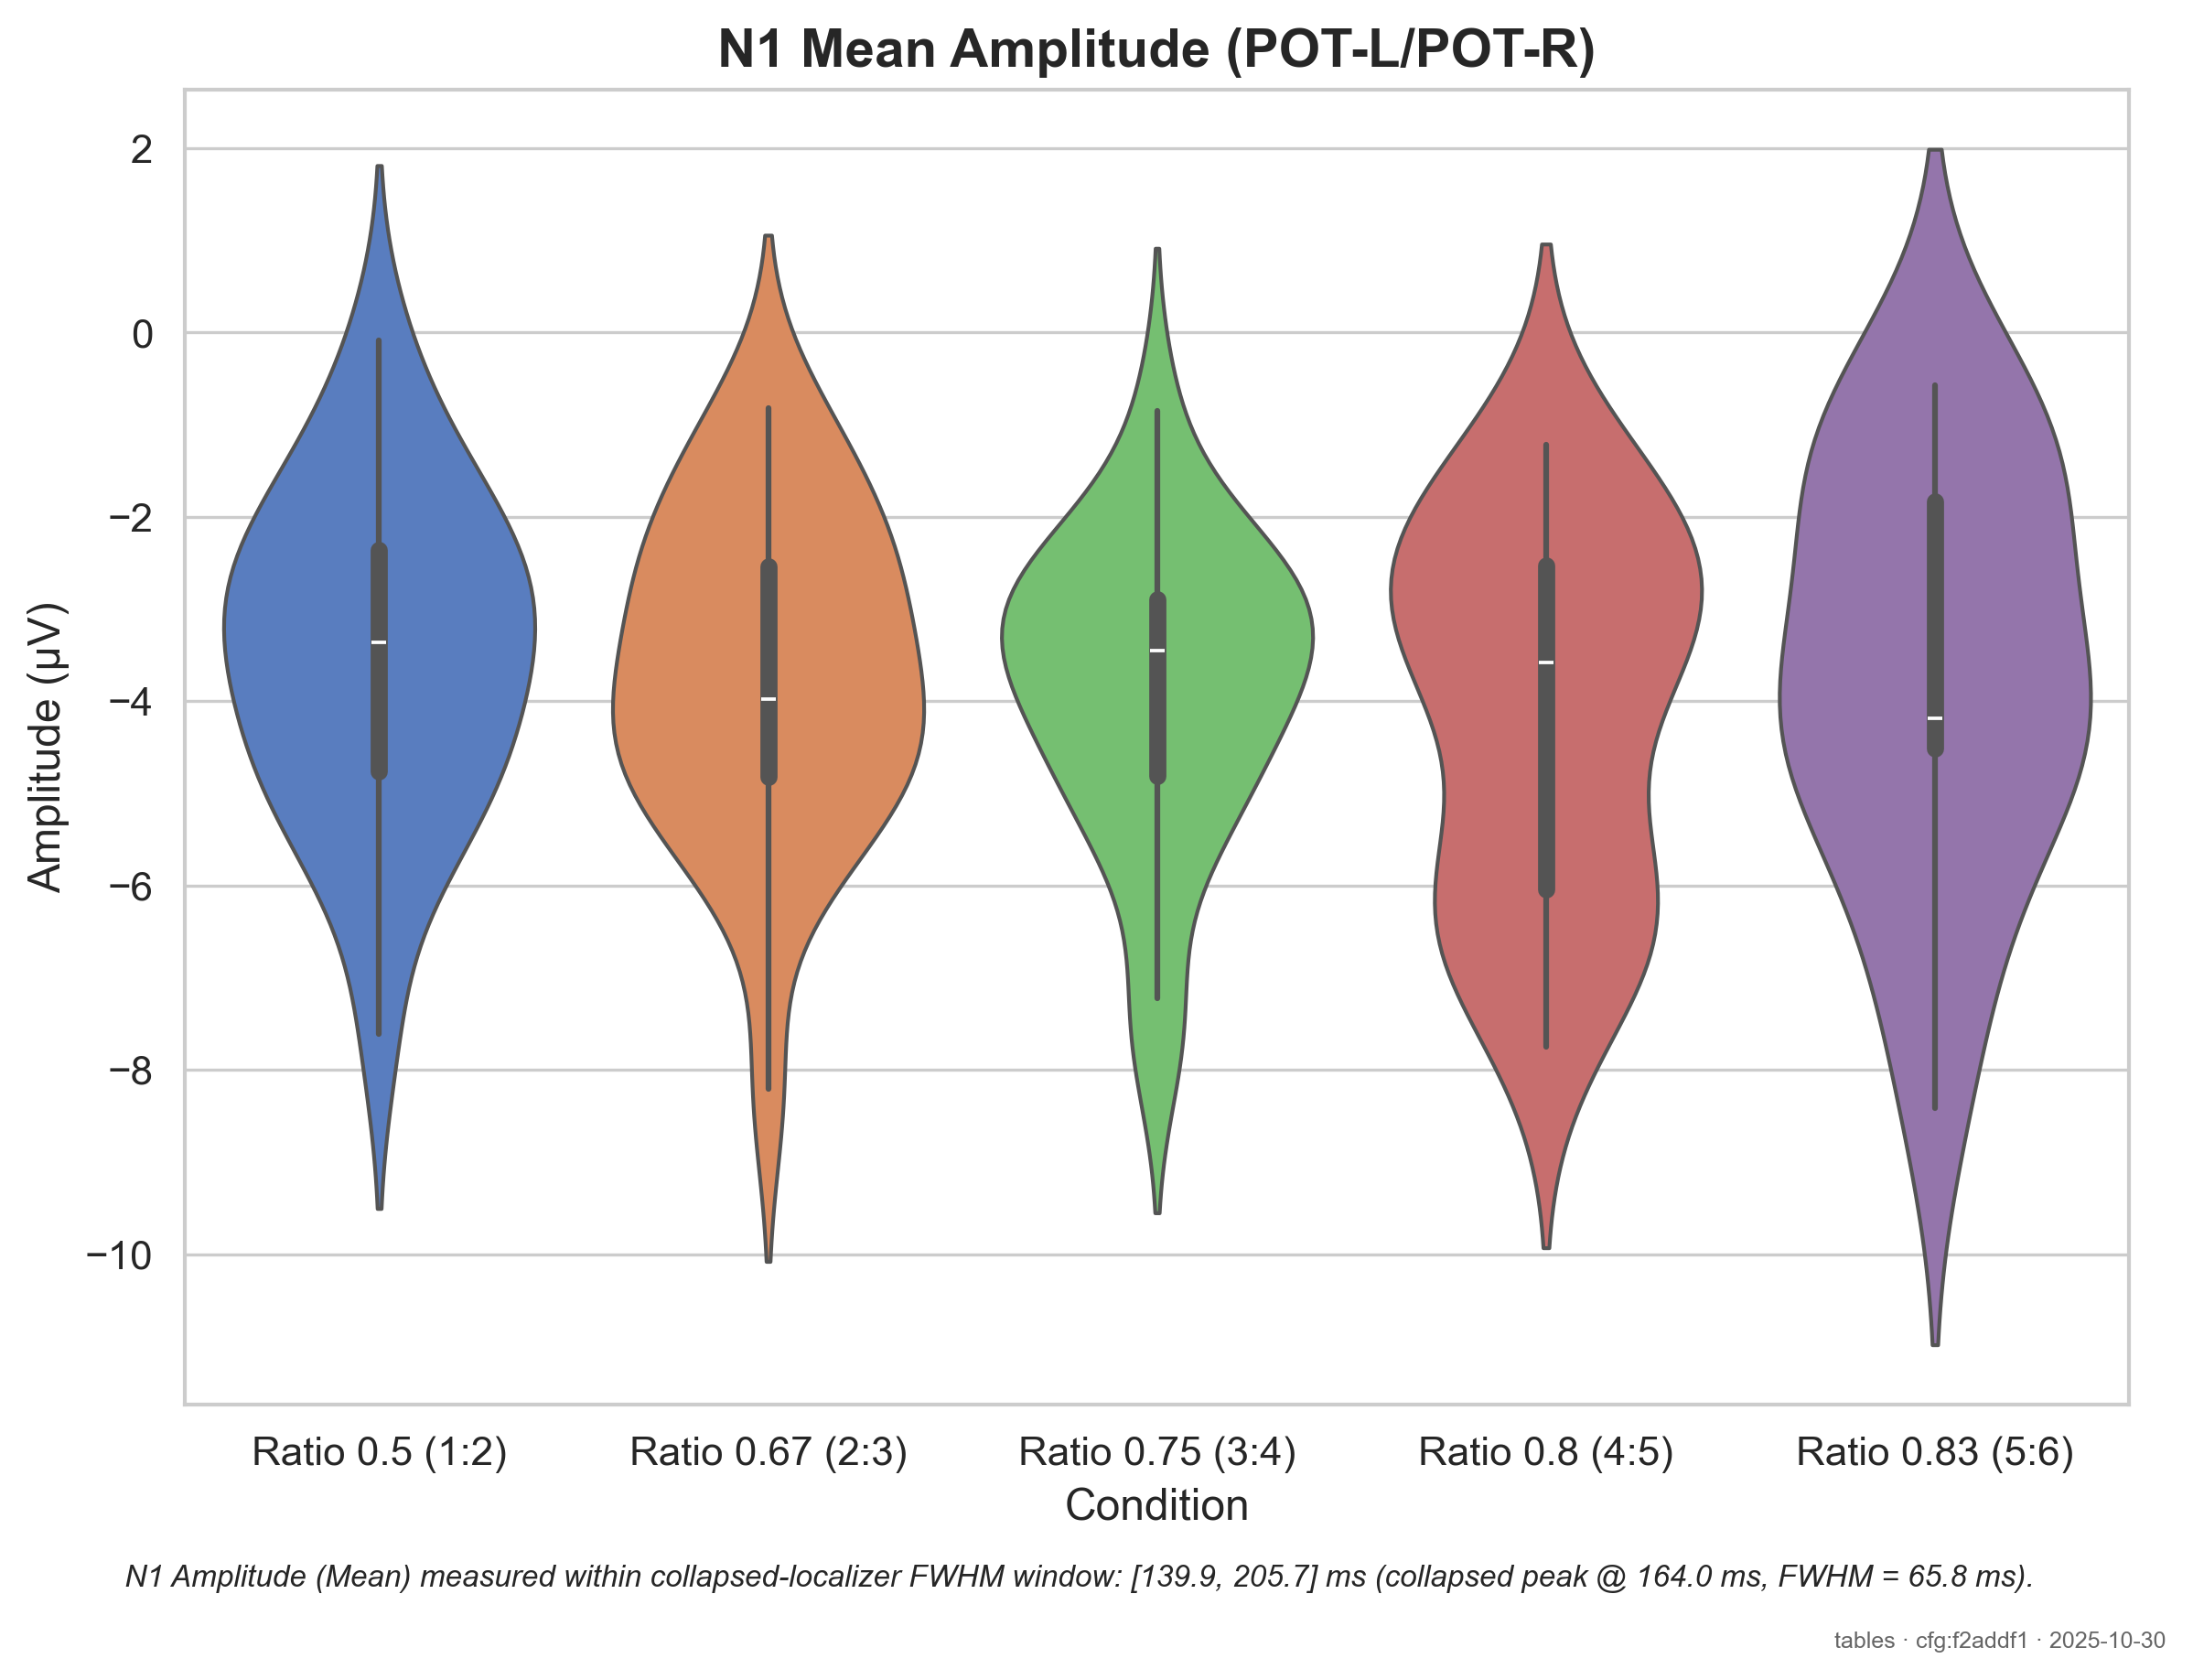 N1 Mean Amplitude (POT-L/POT-R)
Amplitude (µV)
2
0
−2
−4
−6
−8
−10
Ratio 0.5 (1:2)
Ratio 0.67 (2:3)
Ratio 0.75 (3:4)
Ratio 0.8 (4:5)
Ratio 0.83 (5:6)
Condition
N1 Amplitude (Mean) measured within collapsed-localizer FWHM window: [139.9, 205.7] ms (collapsed peak @ 164.0 ms, FWHM = 65.8 ms).
tables · cfg:f2addf1 · 2025-10-30